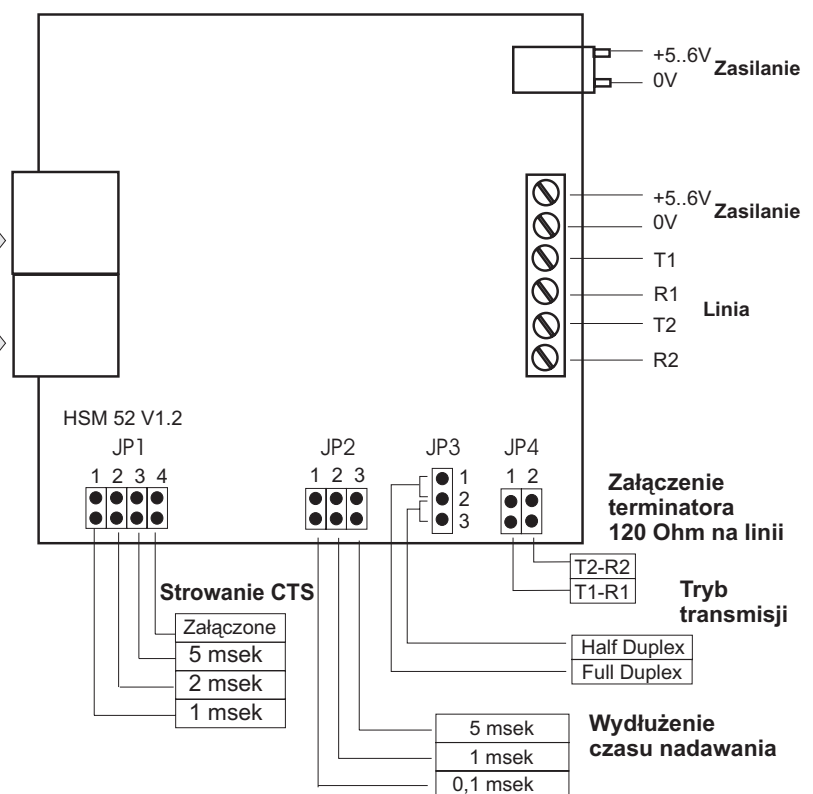 +5..6V
0V
Zasilanie
+5..6V
0V
Zasilanie
T1
R1
Linia
T2
R2
HSM 52 V1.2
JP1
JP2
JP3
JP4
1 2 3 4
1 2 3
1
2
3
1 2
Załączenie
terminatora
120 Ohm na linii
T2-R2
T1-R1
Tryb
transmisji
Strowanie CTS
Załączone
5 msek
2 msek
1 msek
Half Duplex
Full Duplex
5 msek
1 msek
0,1 msek
Wydłużenie
czasu nadawania